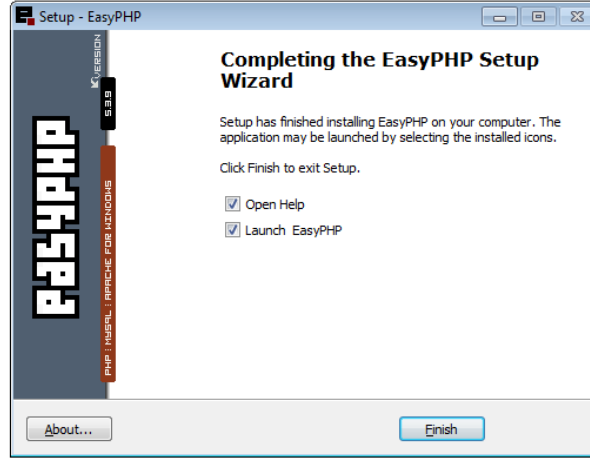 Setup - EasyPHP
VERSION
5.3.9
EASYPHP
PHP | MYSQL | APACHE FOR WINDOWS
Completing the EasyPHP Setup
Wizard
Setup has finished installing EasyPHP on your computer. The
application may be launched by selecting the installed icons.
Click Finish to exit Setup.
Open Help
Launch EasyPHP
About...
Finish